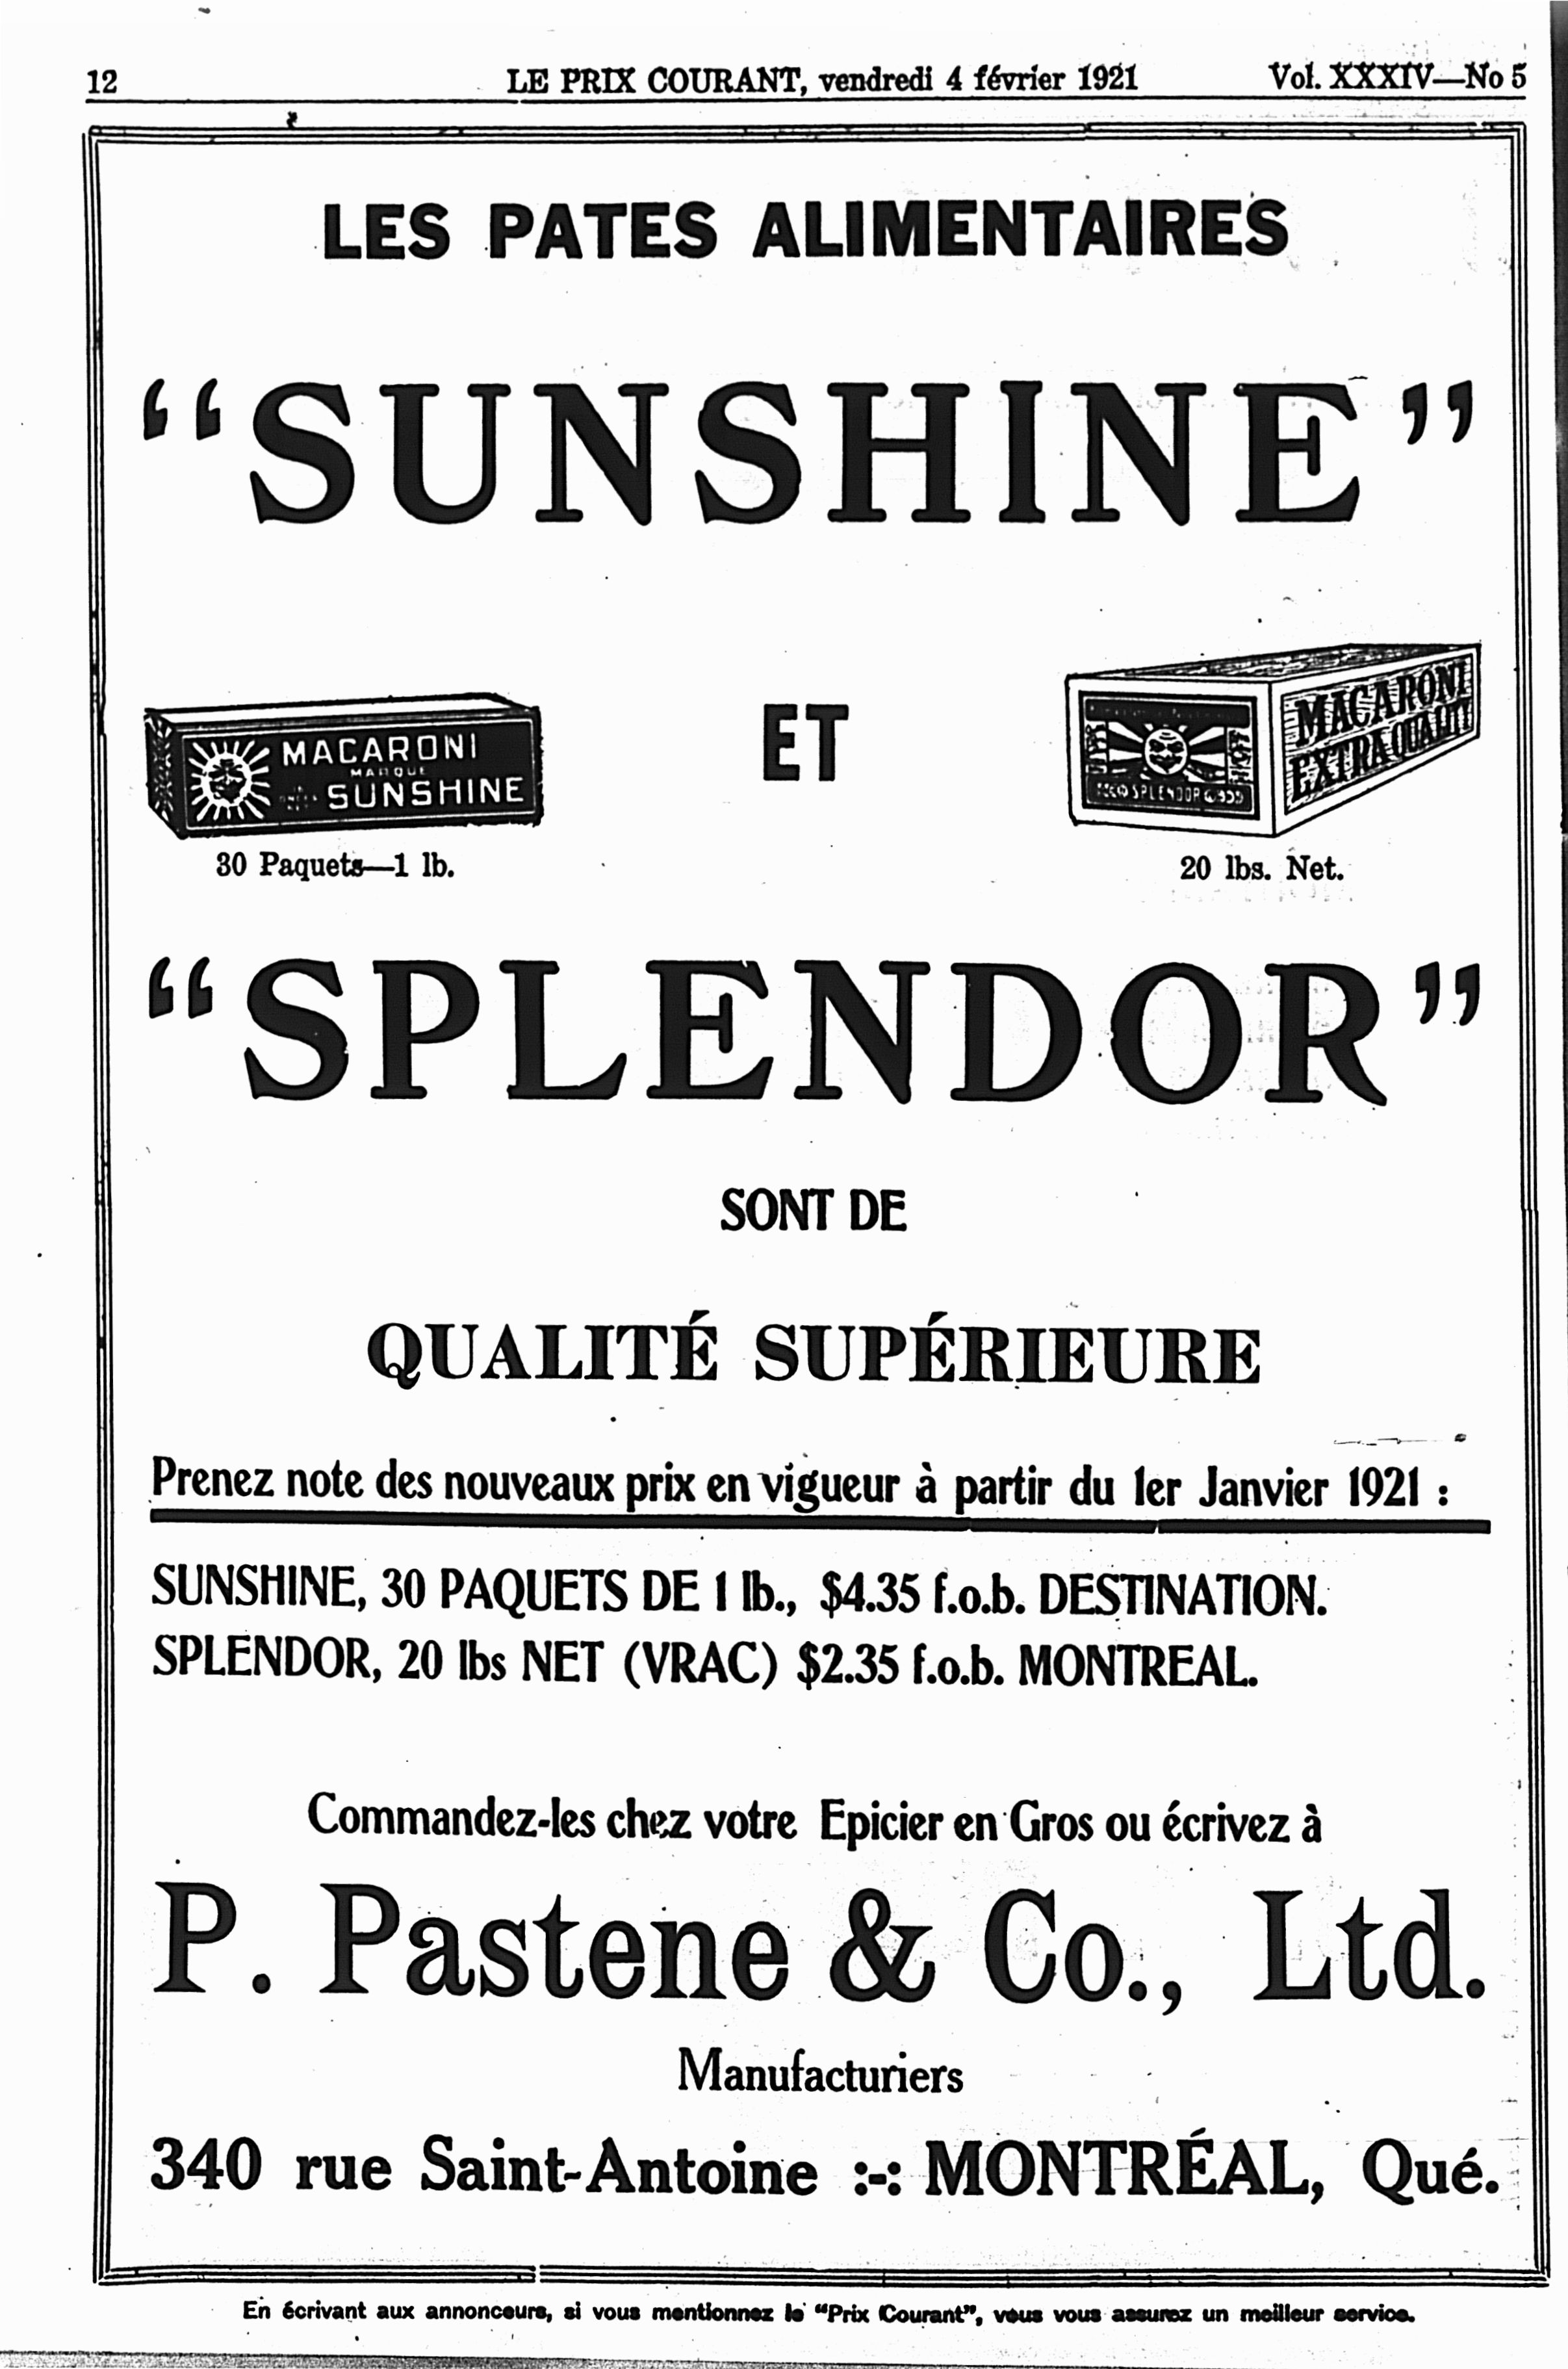 12 LE PRIX COURANT, vendredi 4 février 1921 Vol. XXXIV—No 5
LES PATES ALIMENTAIRES
“SUNSHINE”
MACARONI
MARQUE
SUNSHINE
ET
MACARONI
EXTRA QUALITY
SPLENDOR
30 Paquets—1 lb.
20 lbs. Net.
“SPLENDOR”
SONT DE
QUALITÉ SUPÉRIEURE
Prenez note des nouveaux prix en vigueur à partir du 1er Janvier 1921 :
SUNSHINE, 30 PAQUETS DE 1 lb., $4.35 f.o.b. DESTINATION.
SPLENDOR, 20 lbs NET (VRAC) $2.35 f.o.b. MONTREAL.
Commandez-les chez votre Epicier en Gros ou écrivez à
P. Pastene & Co., Ltd.
Manufacturiers
340 rue Saint-Antoine :-: MONTRÉAL, Qué.
En écrivant aux annonceurs, si vous mentionnez le “Prix Courant”, vous vous assurez un meilleur service.